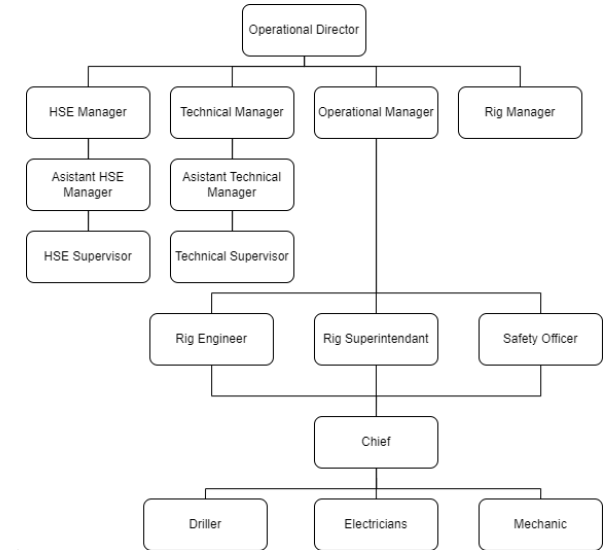 Operational Director
HSE Manager
Technical Manager
Operational Manager
Rig Manager
Asistant HSE
Manager
Asistant Technical
Manager
HSE Supervisor
Technical Supervisor
Rig Engineer
Rig Superintendant
Safety Officer
Chief
Driller
Electricians
Mechanic